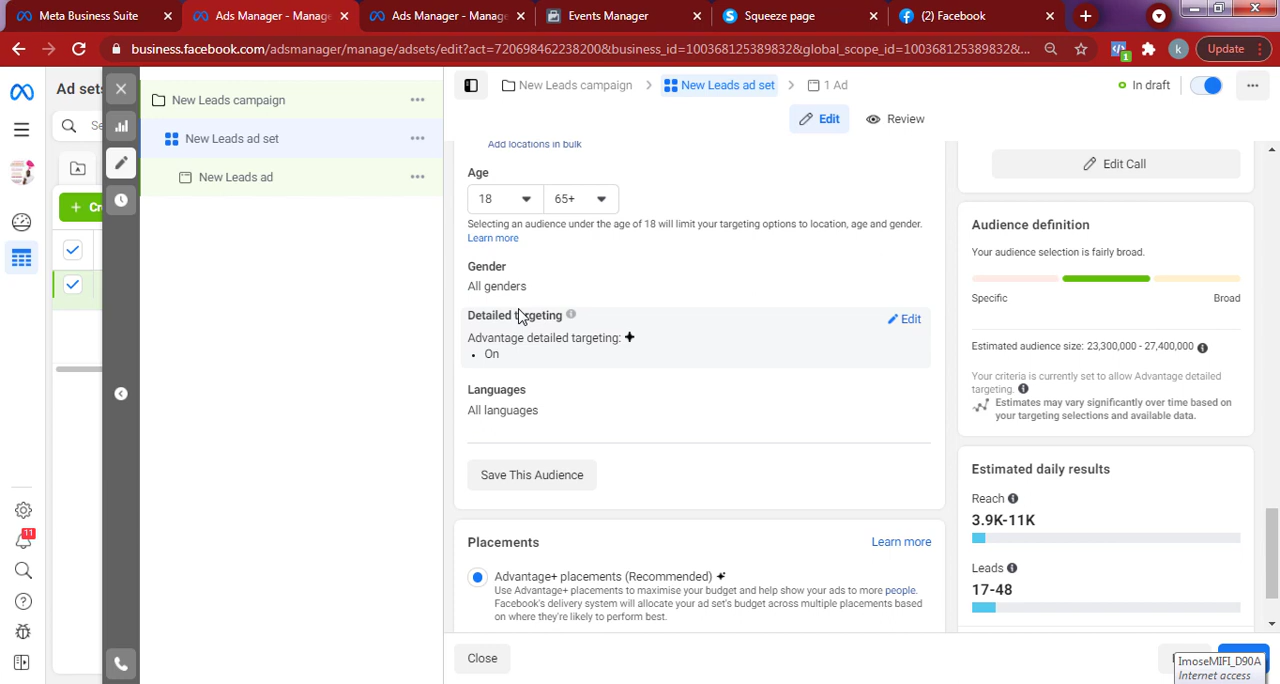 Meta Business Suite
Ads Manager - Manage
Ads Manager - Manage
Events Manager
Squeeze page
(2) Facebook
business.facebook.com/adsmanager/manage/adsets/edit?act=720698462238200&business_id=1003681253898932&global_scope_id=1003681253898932&...
1
k
Update
Ad sets
New Leads campaign
New Leads ad set
New Leads ad
11
New Leads campaign
New Leads ad set
1 Ad
In draft
Edit
Review
Add locations in bulk
Age
18
65+
Selecting an audience under the age of 18 will limit your targeting options to location, age and gender.
Learn more
Gender
All genders
Detailed targeting
Edit
Advantage detailed targeting:
On
Languages
All languages
Save This Audience
Placements
Learn more
Advantage+ placements (Recommended)
Use Advantage+ placements to maximise your budget and help show your ads to more people.
Facebook's delivery system will allocate your ad set's budget across multiple placements based
on where they're likely to perform best.
Close
Edit Call
Audience definition
Your audience selection is fairly broad.
Specific
Broad
Estimated audience size: 23,300,000 - 27,400,000
Your criteria is currently set to allow Advantage detailed
targeting.
Estimates may vary significantly over time based on
your targeting selections and available data.
Estimated daily results
Reach
3.9K-11K
Leads
17-48
ImoseMIFI_D90A
Internet access